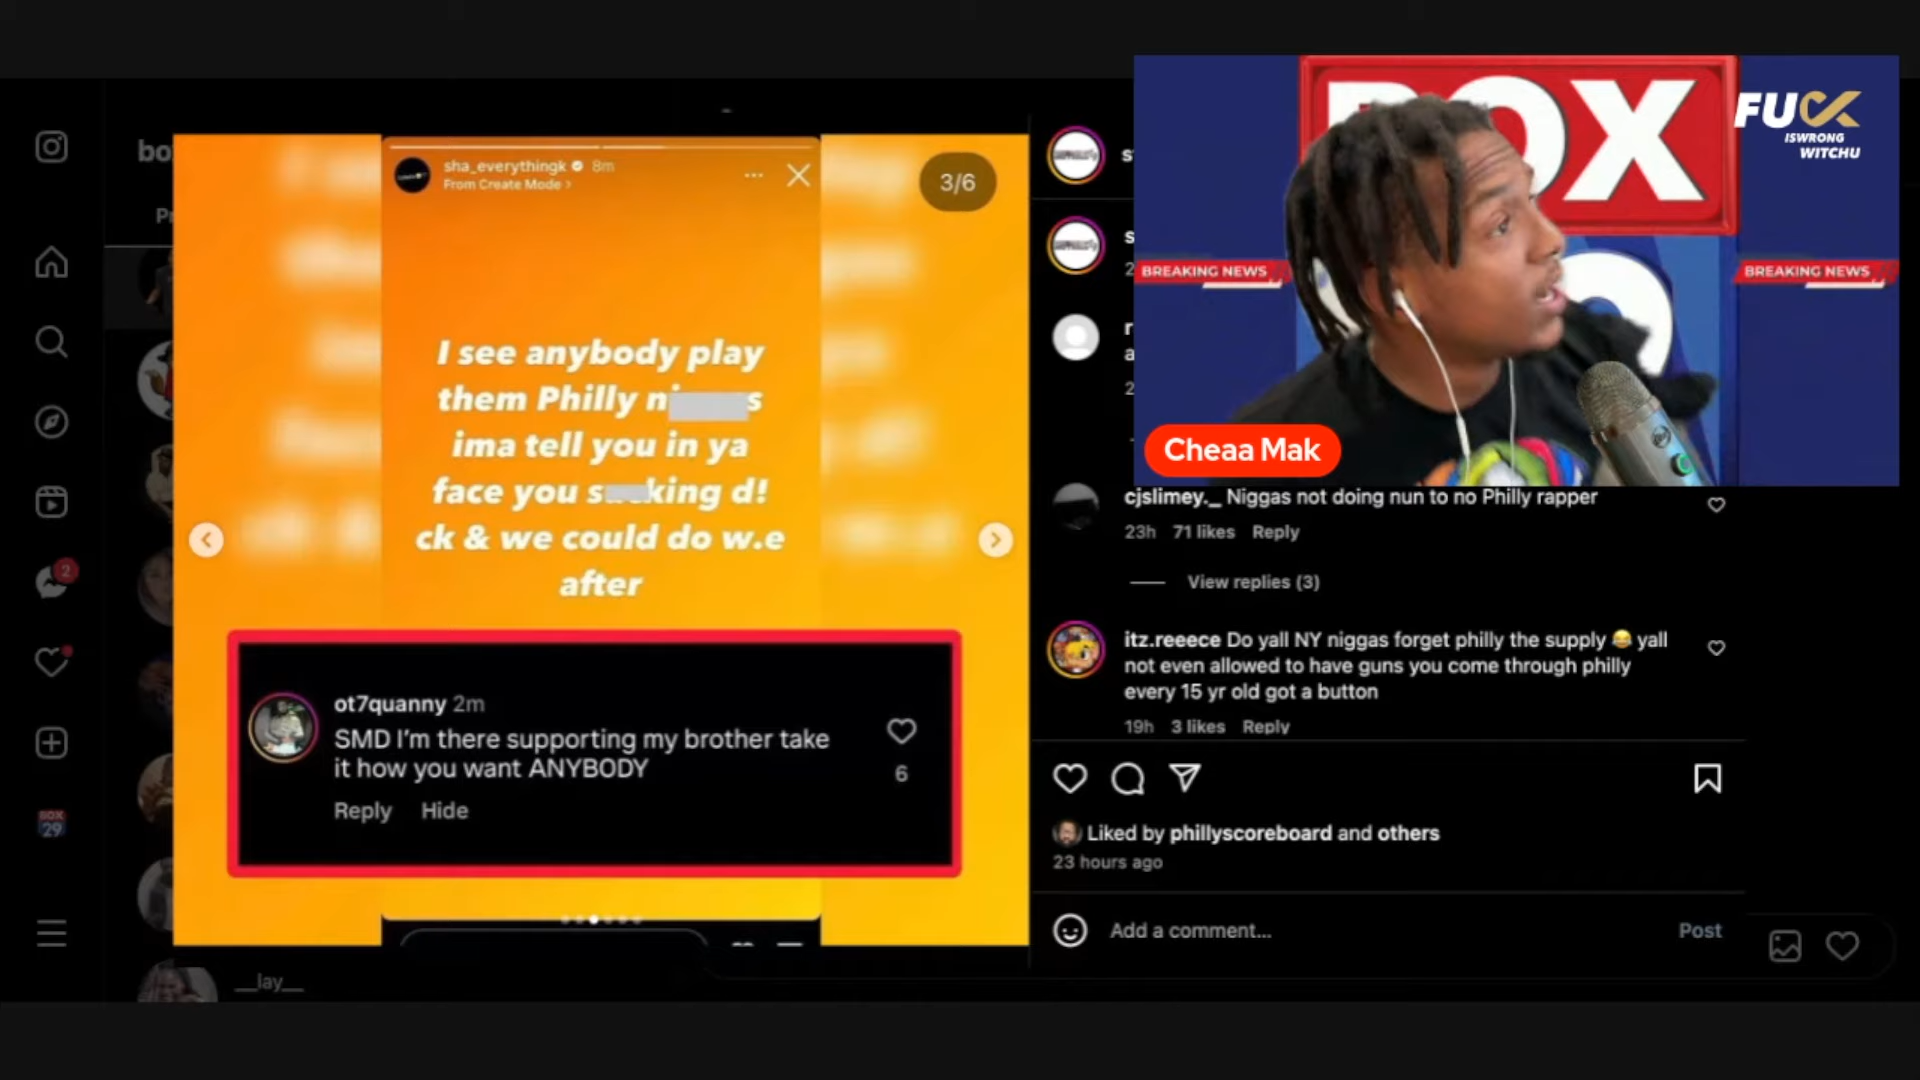 BOX
FUCK
ISWRONG
WITCHU
BREAKING NEWS
BREAKING NEWS
Cheaa Mak
bo
sha_everythingk 8m
From Create Mode >
3/6
I see anybody play
them Philly n s
ima tell you in ya
face you s king d!
ck & we could do w.e
after
ot7quanny 2m
SMD I'm there supporting my brother take
it how you want ANYBODY
6
Reply Hide
2
BOX
29
__lay__
cjslimey._ Niggas not doing nun to no Philly rapper
23h 71 likes Reply
View replies (3)
itz.reeece Do yall NY niggas forget philly the supply 😂 yall
not even allowed to have guns you come through philly
every 15 yr old got a button
19h 3 likes Reply
Liked by phillyscoreboard and others
23 hours ago
Add a comment...
Post